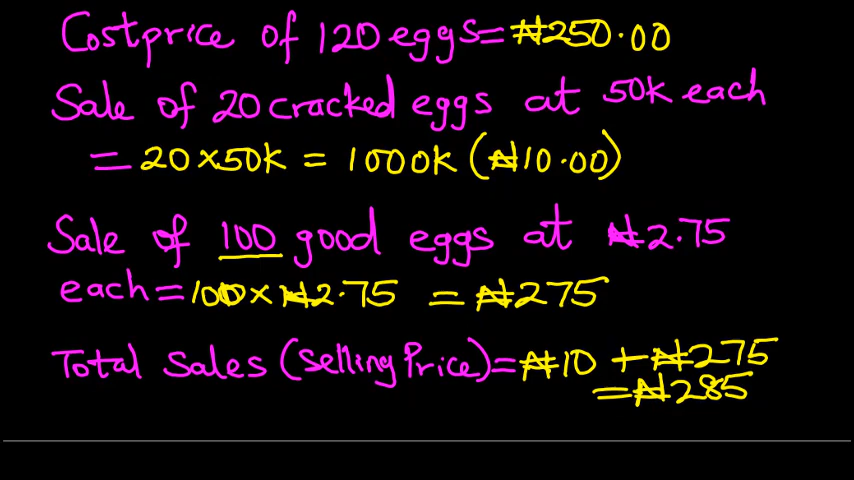 Costprice of 120 eggs=₦250.00
Sale of 20 cracked eggs at 50k each
= 20 x 50k = 1000k (₦10.00)
Sale of 100 good eggs at ₦2.75
each = 100 x ₦2.75 = ₦275
Total Sales (Selling Price)=₦10 + ₦275
= ₦285